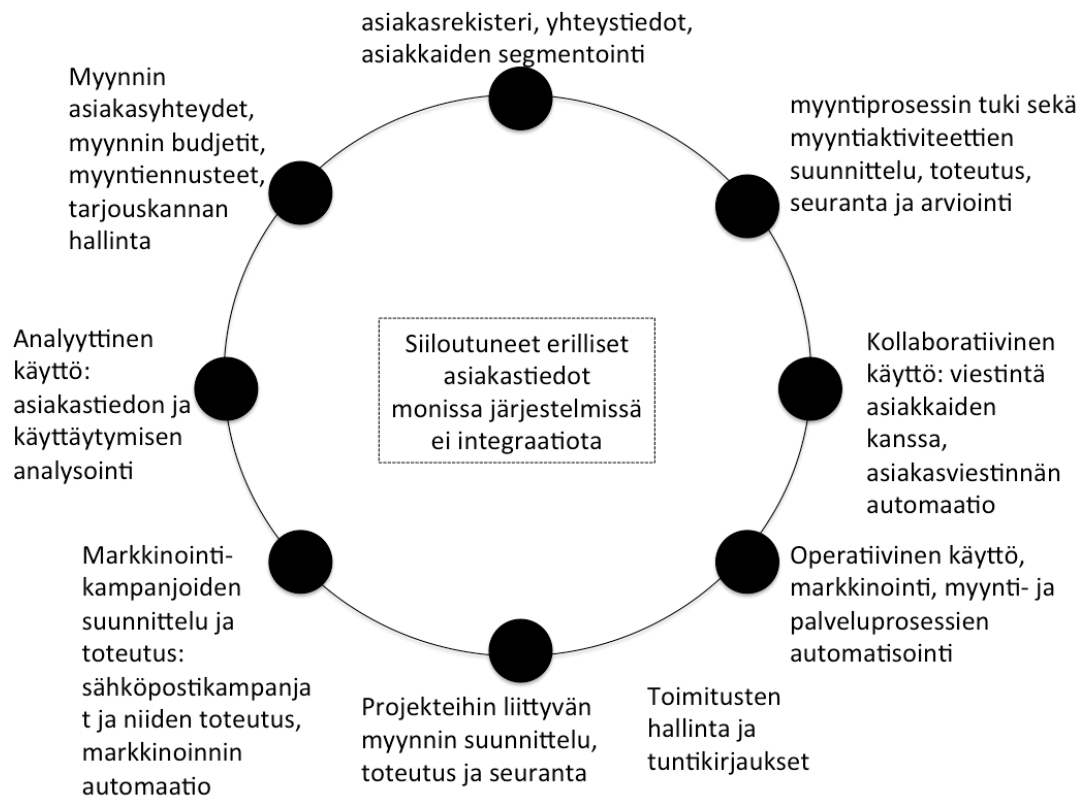 asiakasrekisteri, yhteystiedot,
asiakkaiden segmentointi
myyntiprosessin tuki sekä
myyntiaktiviteettien
suunnittelu, toteutus,
seuranta ja arviointi
Kollaboratiivinen
käyttö: viestintä
asiakkaiden
kanssa,
asiakasviestinnän
automaatio
Operatiivinen käyttö,
markkinointi, myynti- ja
palveluprosessien
automatisointi
Toimitusten
hallinta ja
tuntikirjaukset
Projekteihin liittyvän
myynnin suunnittelu,
toteutus ja seuranta
Markkinointi-
kampanjoiden
suunnittelu ja
toteutus:
sähköpostikampanja
t ja niiden toteutus,
markkinoinnin
automaatio
Analyyttinen
käyttö:
asiakastiedon ja
käyttäytymisen
analysointi
Myynnin
asiakasyhteydet,
myynnin budjetit,
myyntiennusteet,
tarjouskannan
hallinta
Siiloutuneet erilliset
asiakastiedot
monissa järjestelmissä
ei integraatiota